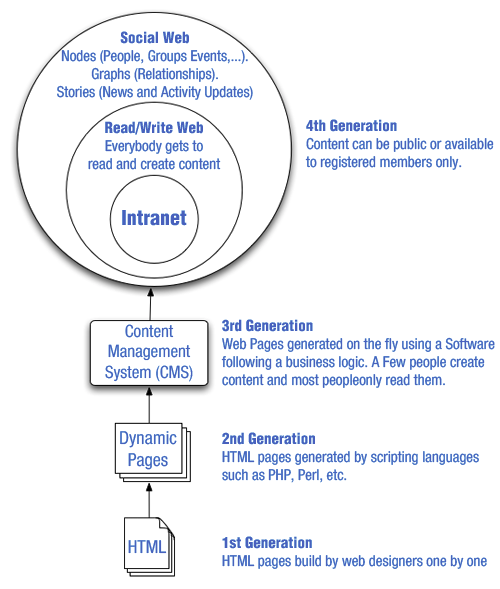 Social Web
Nodes (People, Groups Events,...).
Graphs (Relationships).
Stories (News and Activity Updates)
Read/Write Web
Everybody gets to
read and create content
Intranet
4th Generation
Content can be public or available
to registered members only.
Content
Management
System (CMS)
3rd Generation
Web Pages generated on the fly using a Software
following a business logic. A Few people create
content and most peopleonly read them.
Dynamic
Pages
2nd Generation
HTML pages generated by scripting languages
such as PHP, Perl, etc.
HTML
1st Generation
HTML pages build by web designers one by one